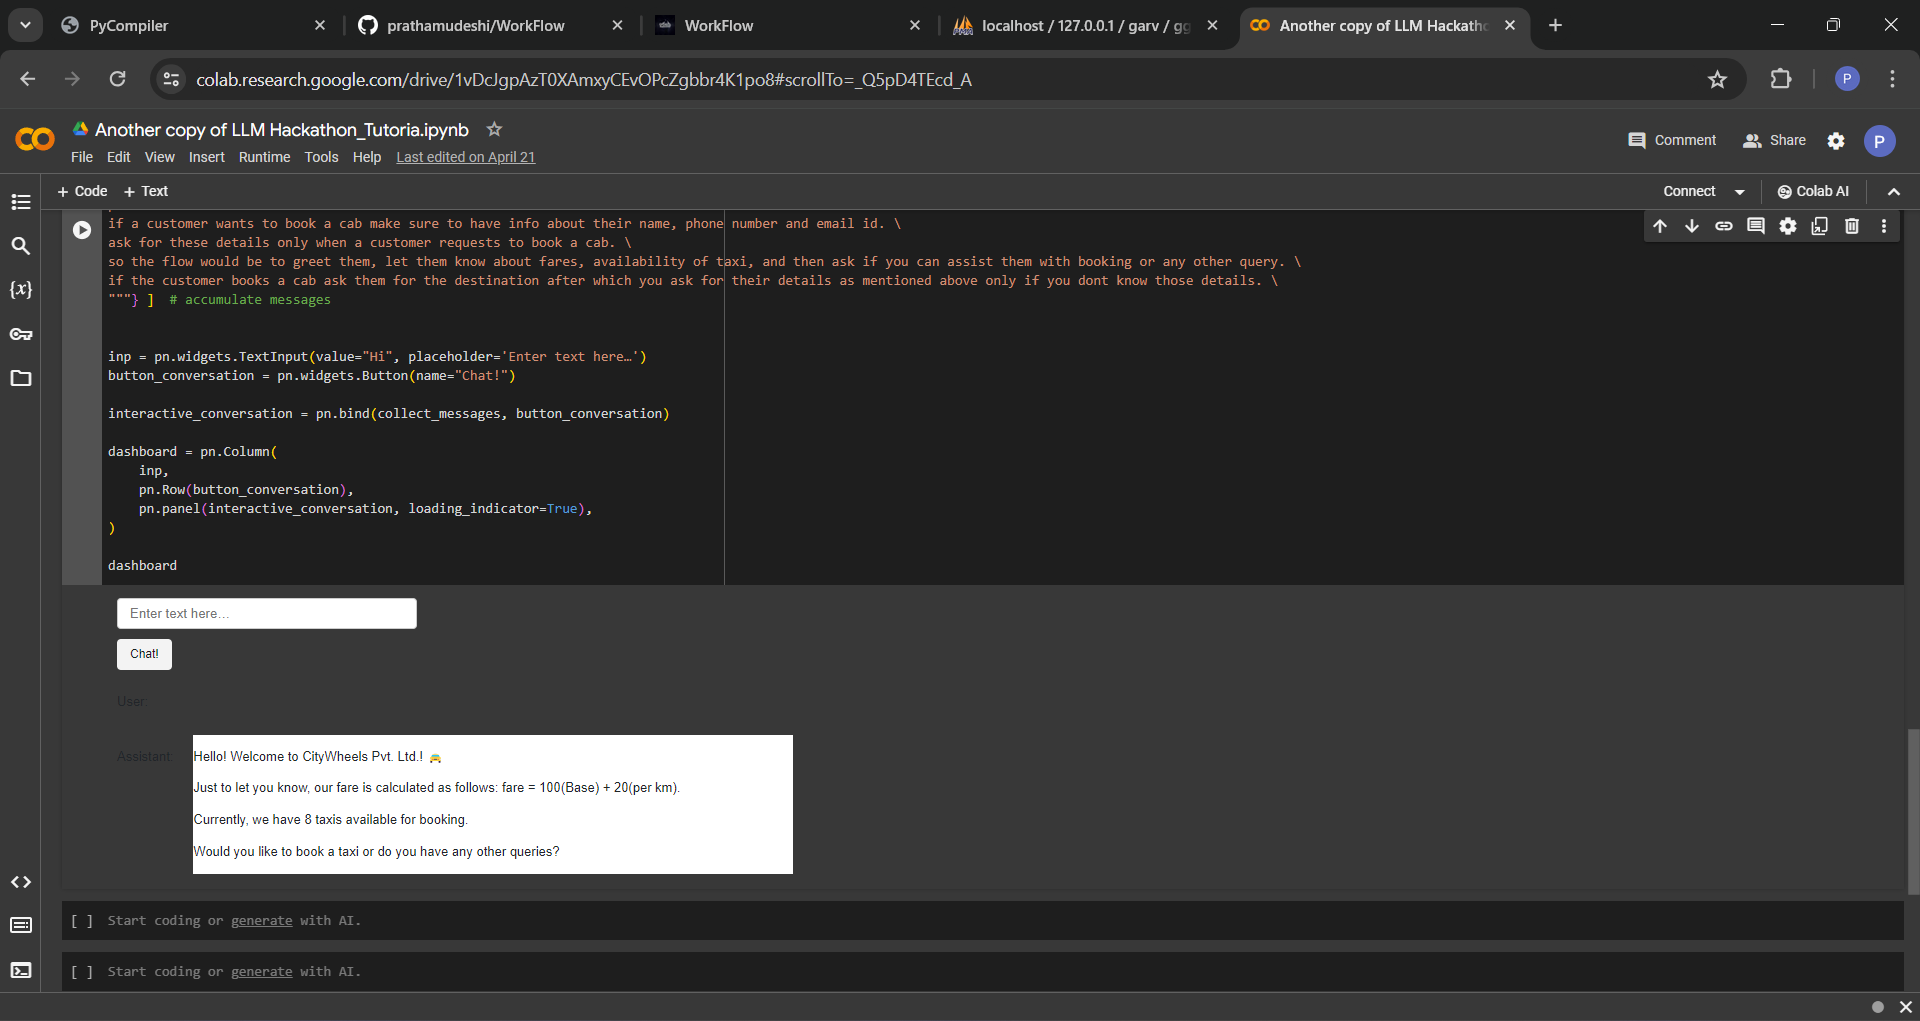 PyCompiler
prathamudeshi/WorkFlow
WorkFlow
localhost / 127.0.0.1 / garv / gg
Another copy of LLM Hackath
colab.research.google.com/drive/1vDcJgpAzT0XAmxyCEvOPcZgbbr4K1po8#scrollTo=_Q5pD4TEcd_A
P
CO
Another copy of LLM Hackathon_Tutoria.ipynb
Comment
Share
P
File Edit View Insert Runtime Tools Help Last edited on April 21
+ Code + Text
Connect
Colab AI
if a customer wants to book a cab make sure to have info about their name, phone number and email id. \
ask for these details only when a customer requests to book a cab. \
so the flow would be to greet them, let them know about fares, availability of taxi, and then ask if you can assist them with booking or any other query. \
if the customer books a cab ask them for the destination after which you ask for their details as mentioned above only if you dont know those details. \
"""} ]  # accumulate messages
inp = pn.widgets.TextInput(value="Hi", placeholder='Enter text here…')
button_conversation = pn.widgets.Button(name="Chat!")
interactive_conversation = pn.bind(collect_messages, button_conversation)
dashboard = pn.Column(
inp,
pn.Row(button_conversation),
pn.panel(interactive_conversation, loading_indicator=True),
)
dashboard
Enter text here…
Chat!
User:
Assistant:
Hello! Welcome to CityWheels Pvt. Ltd.! 🚖
Just to let you know, our fare is calculated as follows: fare = 100(Base) + 20(per km).
Currently, we have 8 taxis available for booking.
Would you like to book a taxi or do you have any other queries?
[ ] Start coding or generate with AI.
[ ] Start coding or generate with AI.